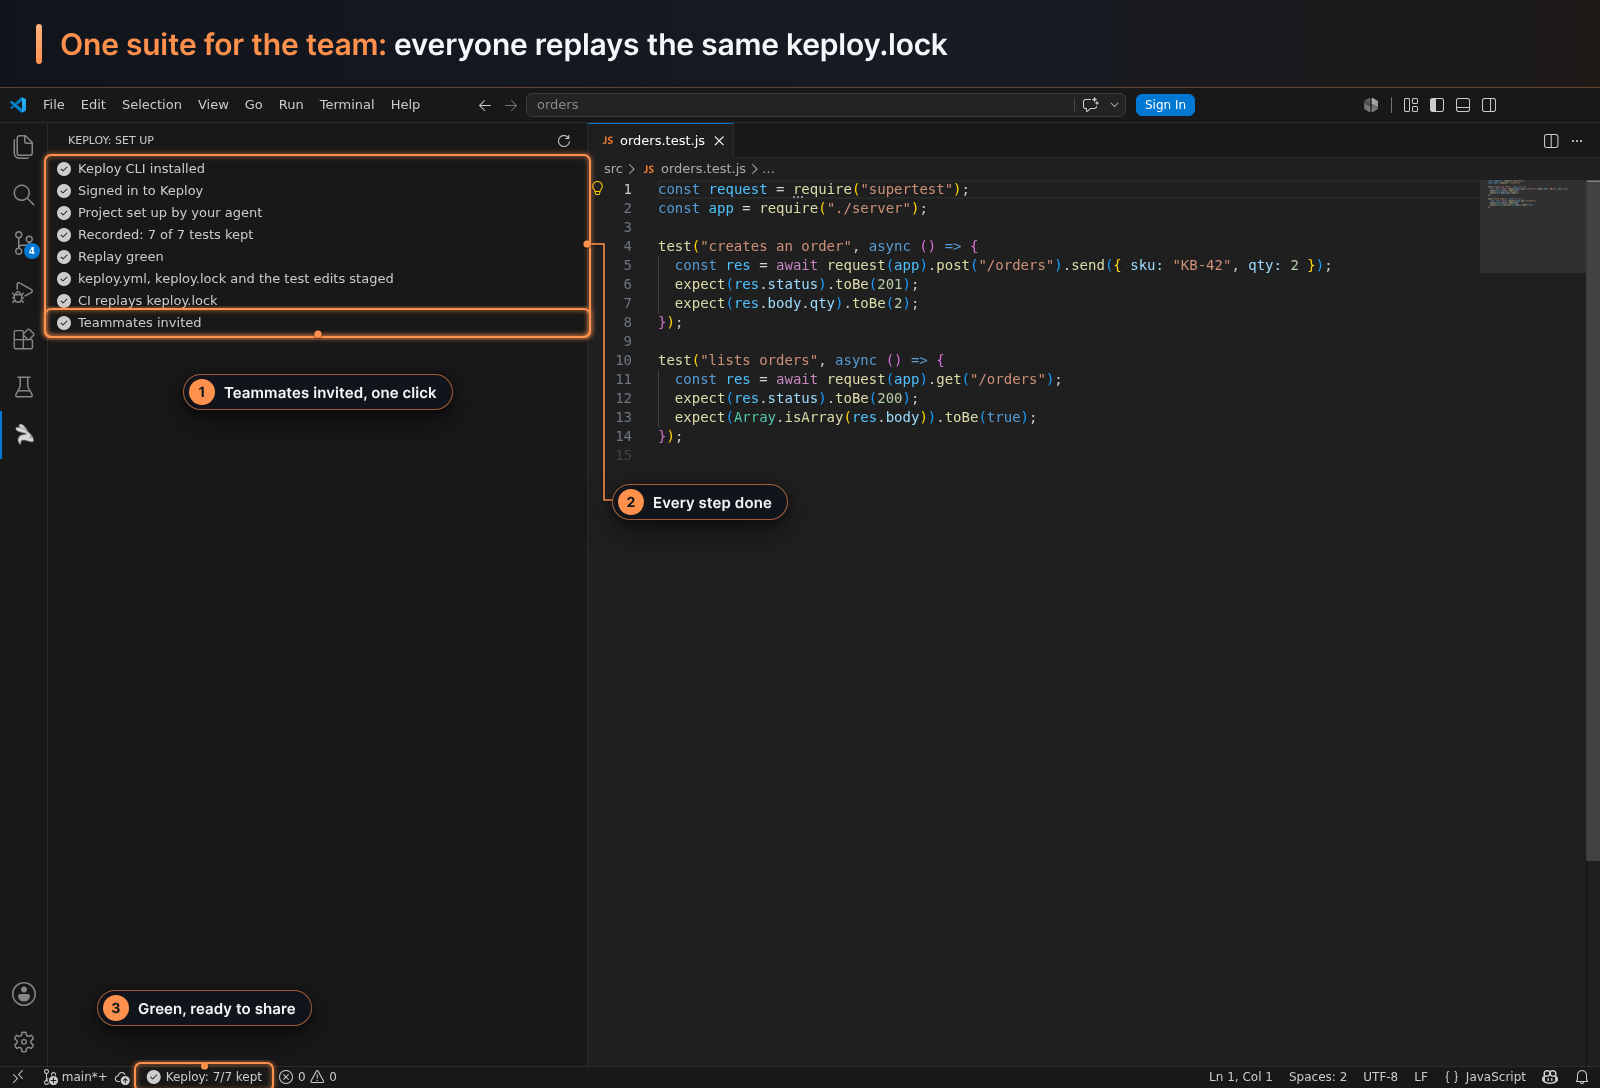 One suite for the team: everyone replays the same keploy.lock
File Edit Selection View Go Run Terminal Help
orders
Sign In
KEPLOY: SET UP
Keploy CLI installed
Signed in to Keploy
Project set up by your agent
Recorded: 7 of 7 tests kept
Replay green
keploy.yml, keploy.lock and the test edits staged
CI replays keploy.lock
Teammates invited
4
1 Teammates invited, one click
JS orders.test.js
src > JS orders.test.js > ...
1 const request = require("supertest");
2 const app = require("./server");
3
4 test("creates an order", async () => {
5 const res = await request(app).post("/orders").send({ sku: "KB-42", qty: 2 });
6 expect(res.status).toBe(201);
7 expect(res.body.qty).toBe(2);
8 });
9
10 test("lists orders", async () => {
11 const res = await request(app).get("/orders");
12 expect(res.status).toBe(200);
13 expect(Array.isArray(res.body)).toBe(true);
14 });
15
2 Every step done
3 Green, ready to share
main*+ Keploy: 7/7 kept 0 0
Ln 1, Col 1 Spaces: 2 UTF-8 LF { } JavaScript